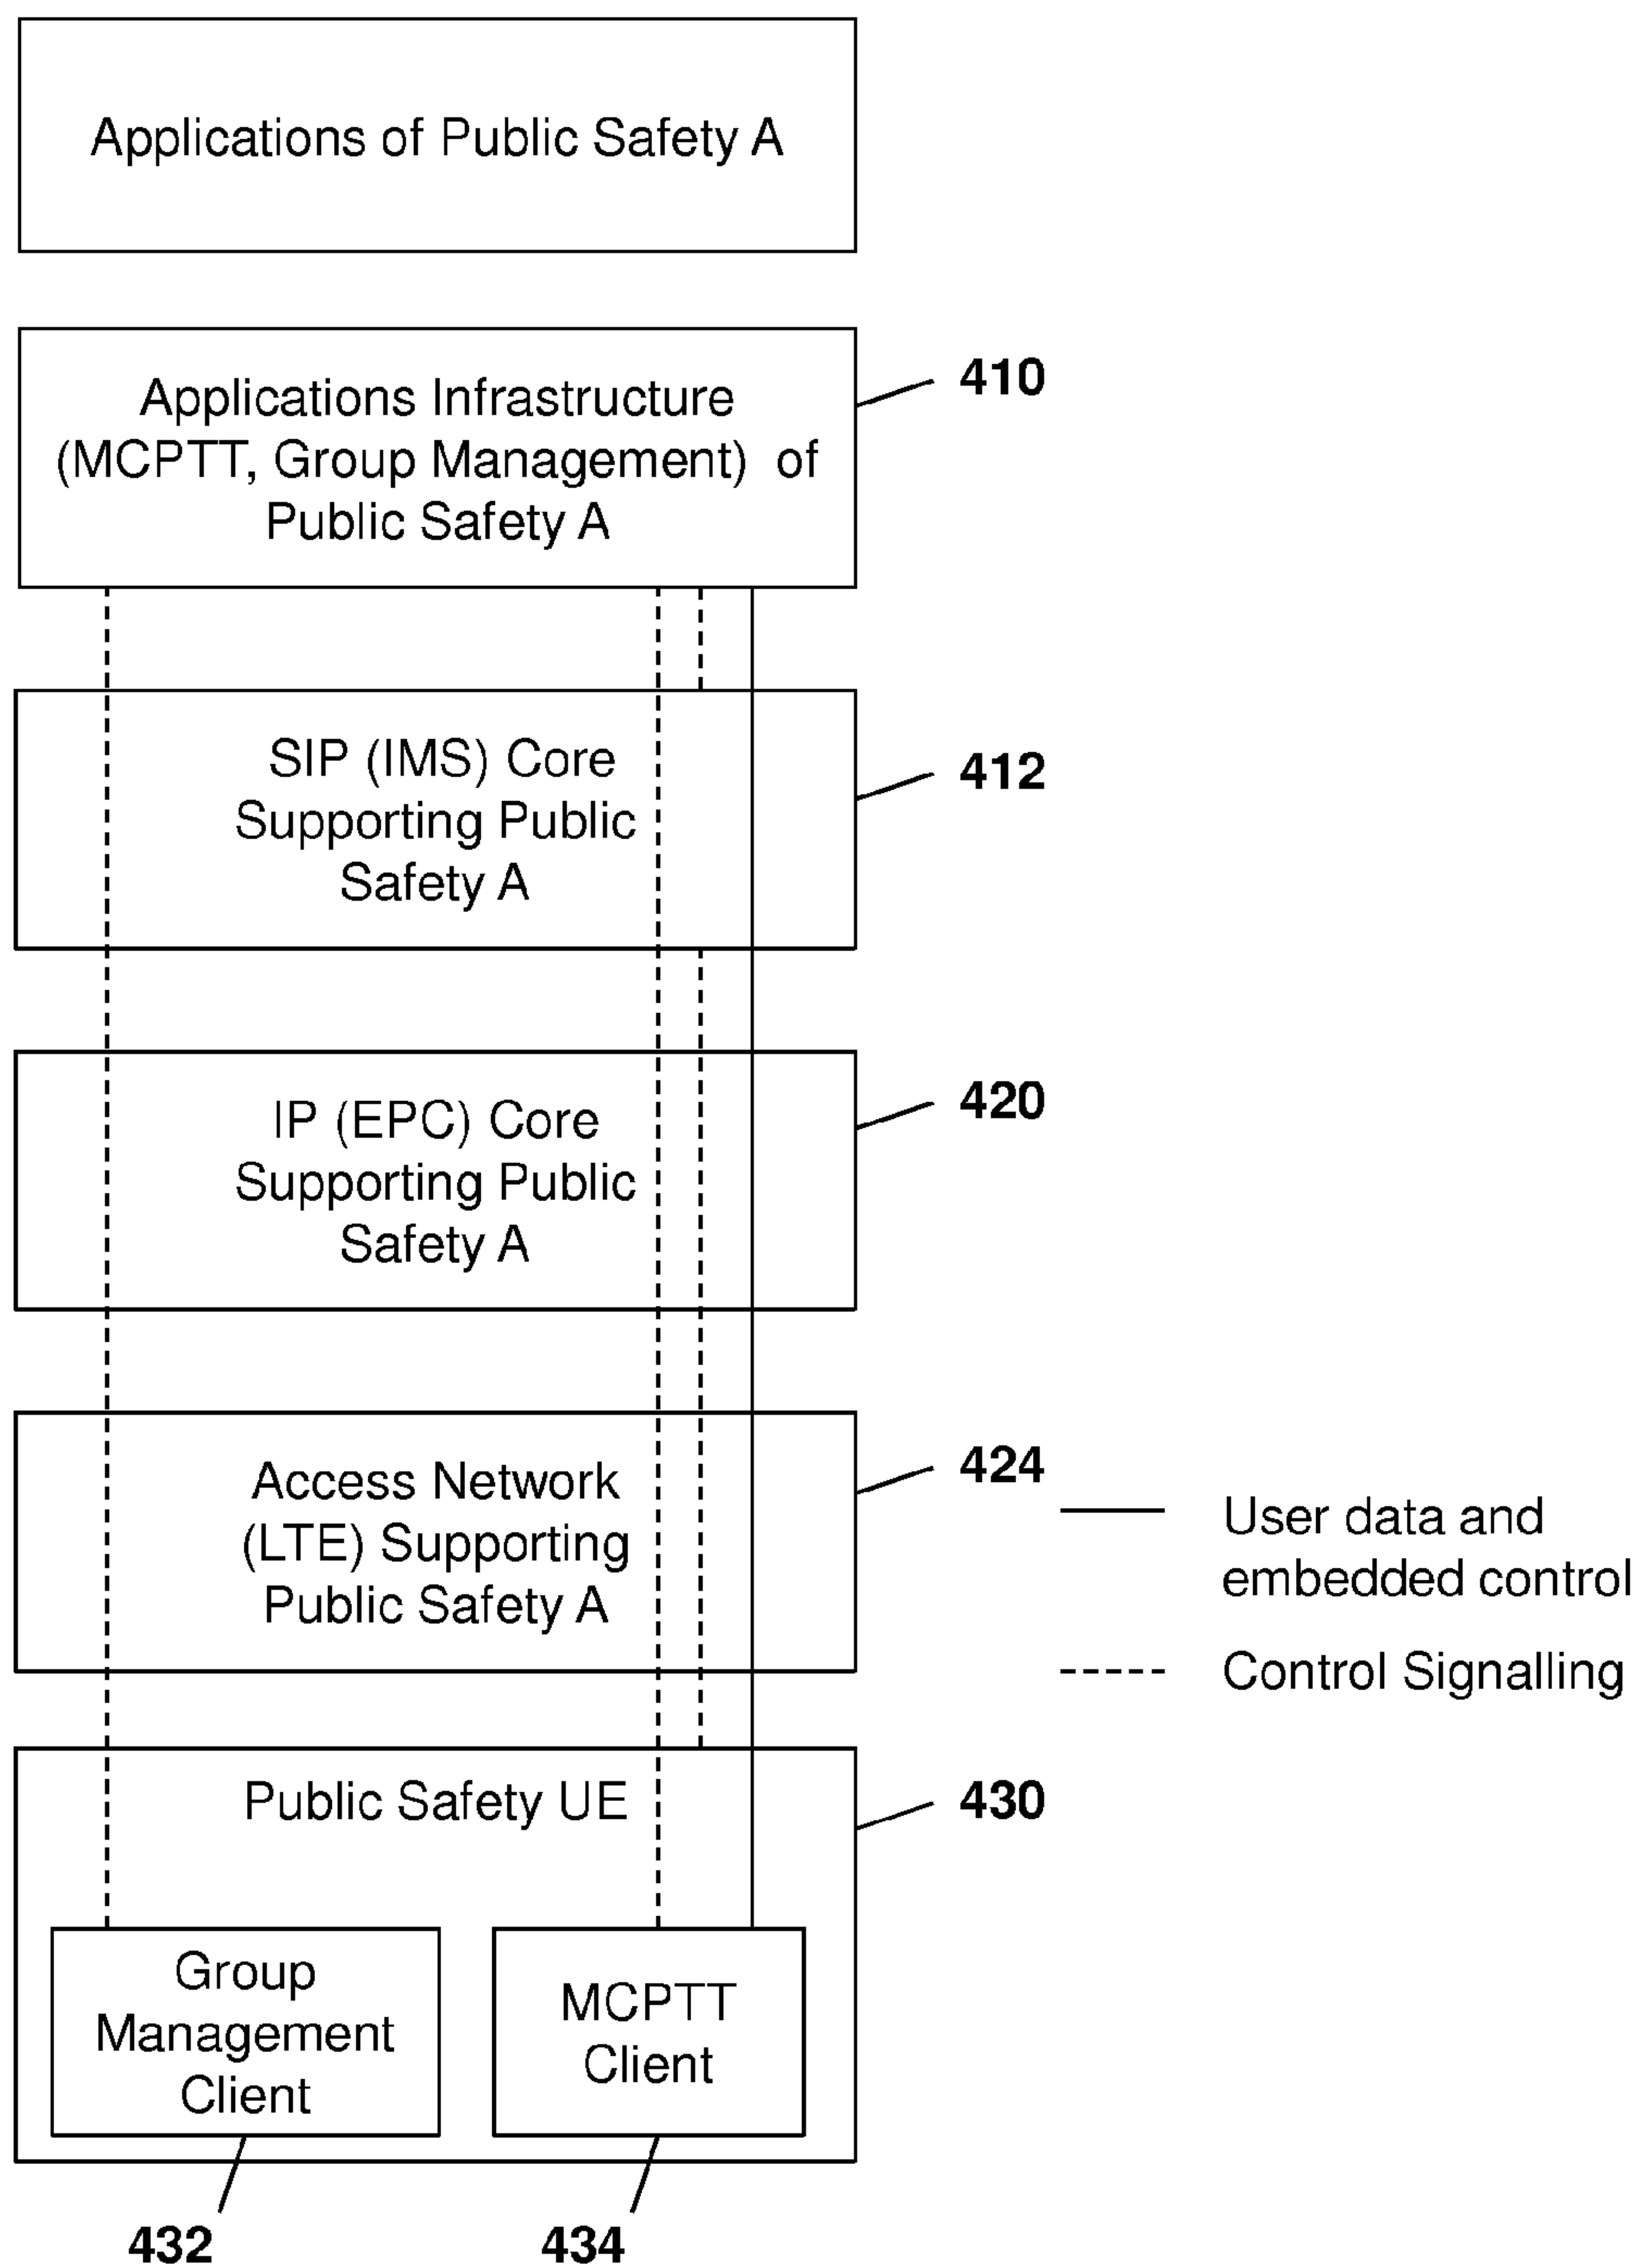 Applications of Public Safety A
Applications Infrastructure
(MCPTT, Group Management) of
Public Safety A
410
SIP (IMS) Core
Supporting Public
Safety A
412
IP (EPC) Core
Supporting Public
Safety A
420
Access Network
(LTE) Supporting
Public Safety A
424
User data and
embedded control
Control Signalling
Public Safety UE
430
Group
Management
Client
MCPTT
Client
432
434